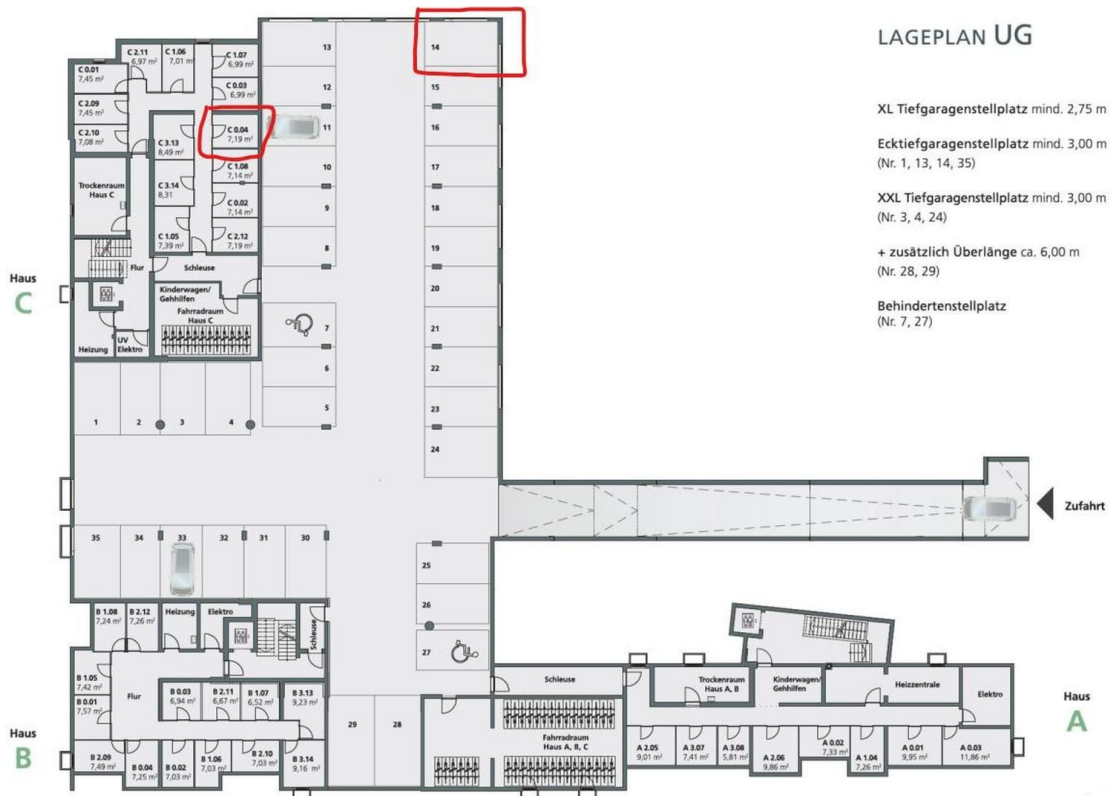 LAGEPLAN UG
XL Tiefgaragenstellplatz mind. 2,75 m
Ecktiefgaragenstellplatz mind. 3,00 m
(Nr. 1, 13, 14, 35)
XXL Tiefgaragenstellplatz mind. 3,00 m
(Nr. 3, 4, 24)
+ zusätzlich Überlänge ca. 6,00 m
(Nr. 28, 29)
Behindertenstellplatz
(Nr. 7, 27)
C 2.11
6,97 m²
C 1.06
7,01 m²
C 1.07
6,99 m²
C 0.01
7,45 m²
C 0.03
6,99 m²
C 2.09
7,45 m²
C 2.10
7,08 m²
C 0.04
7,19 m²
C 3.13
8,49 m²
C 1.08
7,14 m²
C 3.14
8,31
C 0.02
7,14 m²
C 1.05
7,39 m²
C 2.12
7,19 m²
Trockenraum
Haus C
Flur
Schleuse
Kinderwagen/
Gehhilfen
Fahrradraum
Haus C
Heizung
UV
Elektro
Haus
C
13
12
11
10
9
8
7
6
5
14
15
16
17
18
19
20
21
22
23
24
1
2
3
4
Zufahrt
35
34
33
32
31
30
25
26
27
29
28
B 1.08
7,24 m²
B 2.12
7,26 m²
Heizung
Elektro
Schleuse
B 1.05
7,42 m²
B 0.01
7,57 m²
Flur
B 0.03
6,94 m²
B 2.11
6,67 m²
B 1.07
6,52 m²
B 3.13
9,23 m²
B 2.09
7,49 m²
B 0.04
7,25 m²
B 0.02
7,03 m²
B 1.06
7,03 m²
B 2.10
7,03 m²
B 3.14
9,16 m²
Haus
B
Schleuse
Fahrradraum
Haus A, B, C
Trockenraum
Haus A, B
Kinderwagen/
Gehhilfen
Heizzentrale
Elektro
A 2.05
9,01 m²
A 3.07
7,41 m²
A 3.08
5,81 m²
A 2.06
9,86 m²
A 0.02
7,33 m²
A 1.04
7,26 m²
A 0.01
9,95 m²
A 0.03
11,86 m²
Haus
A